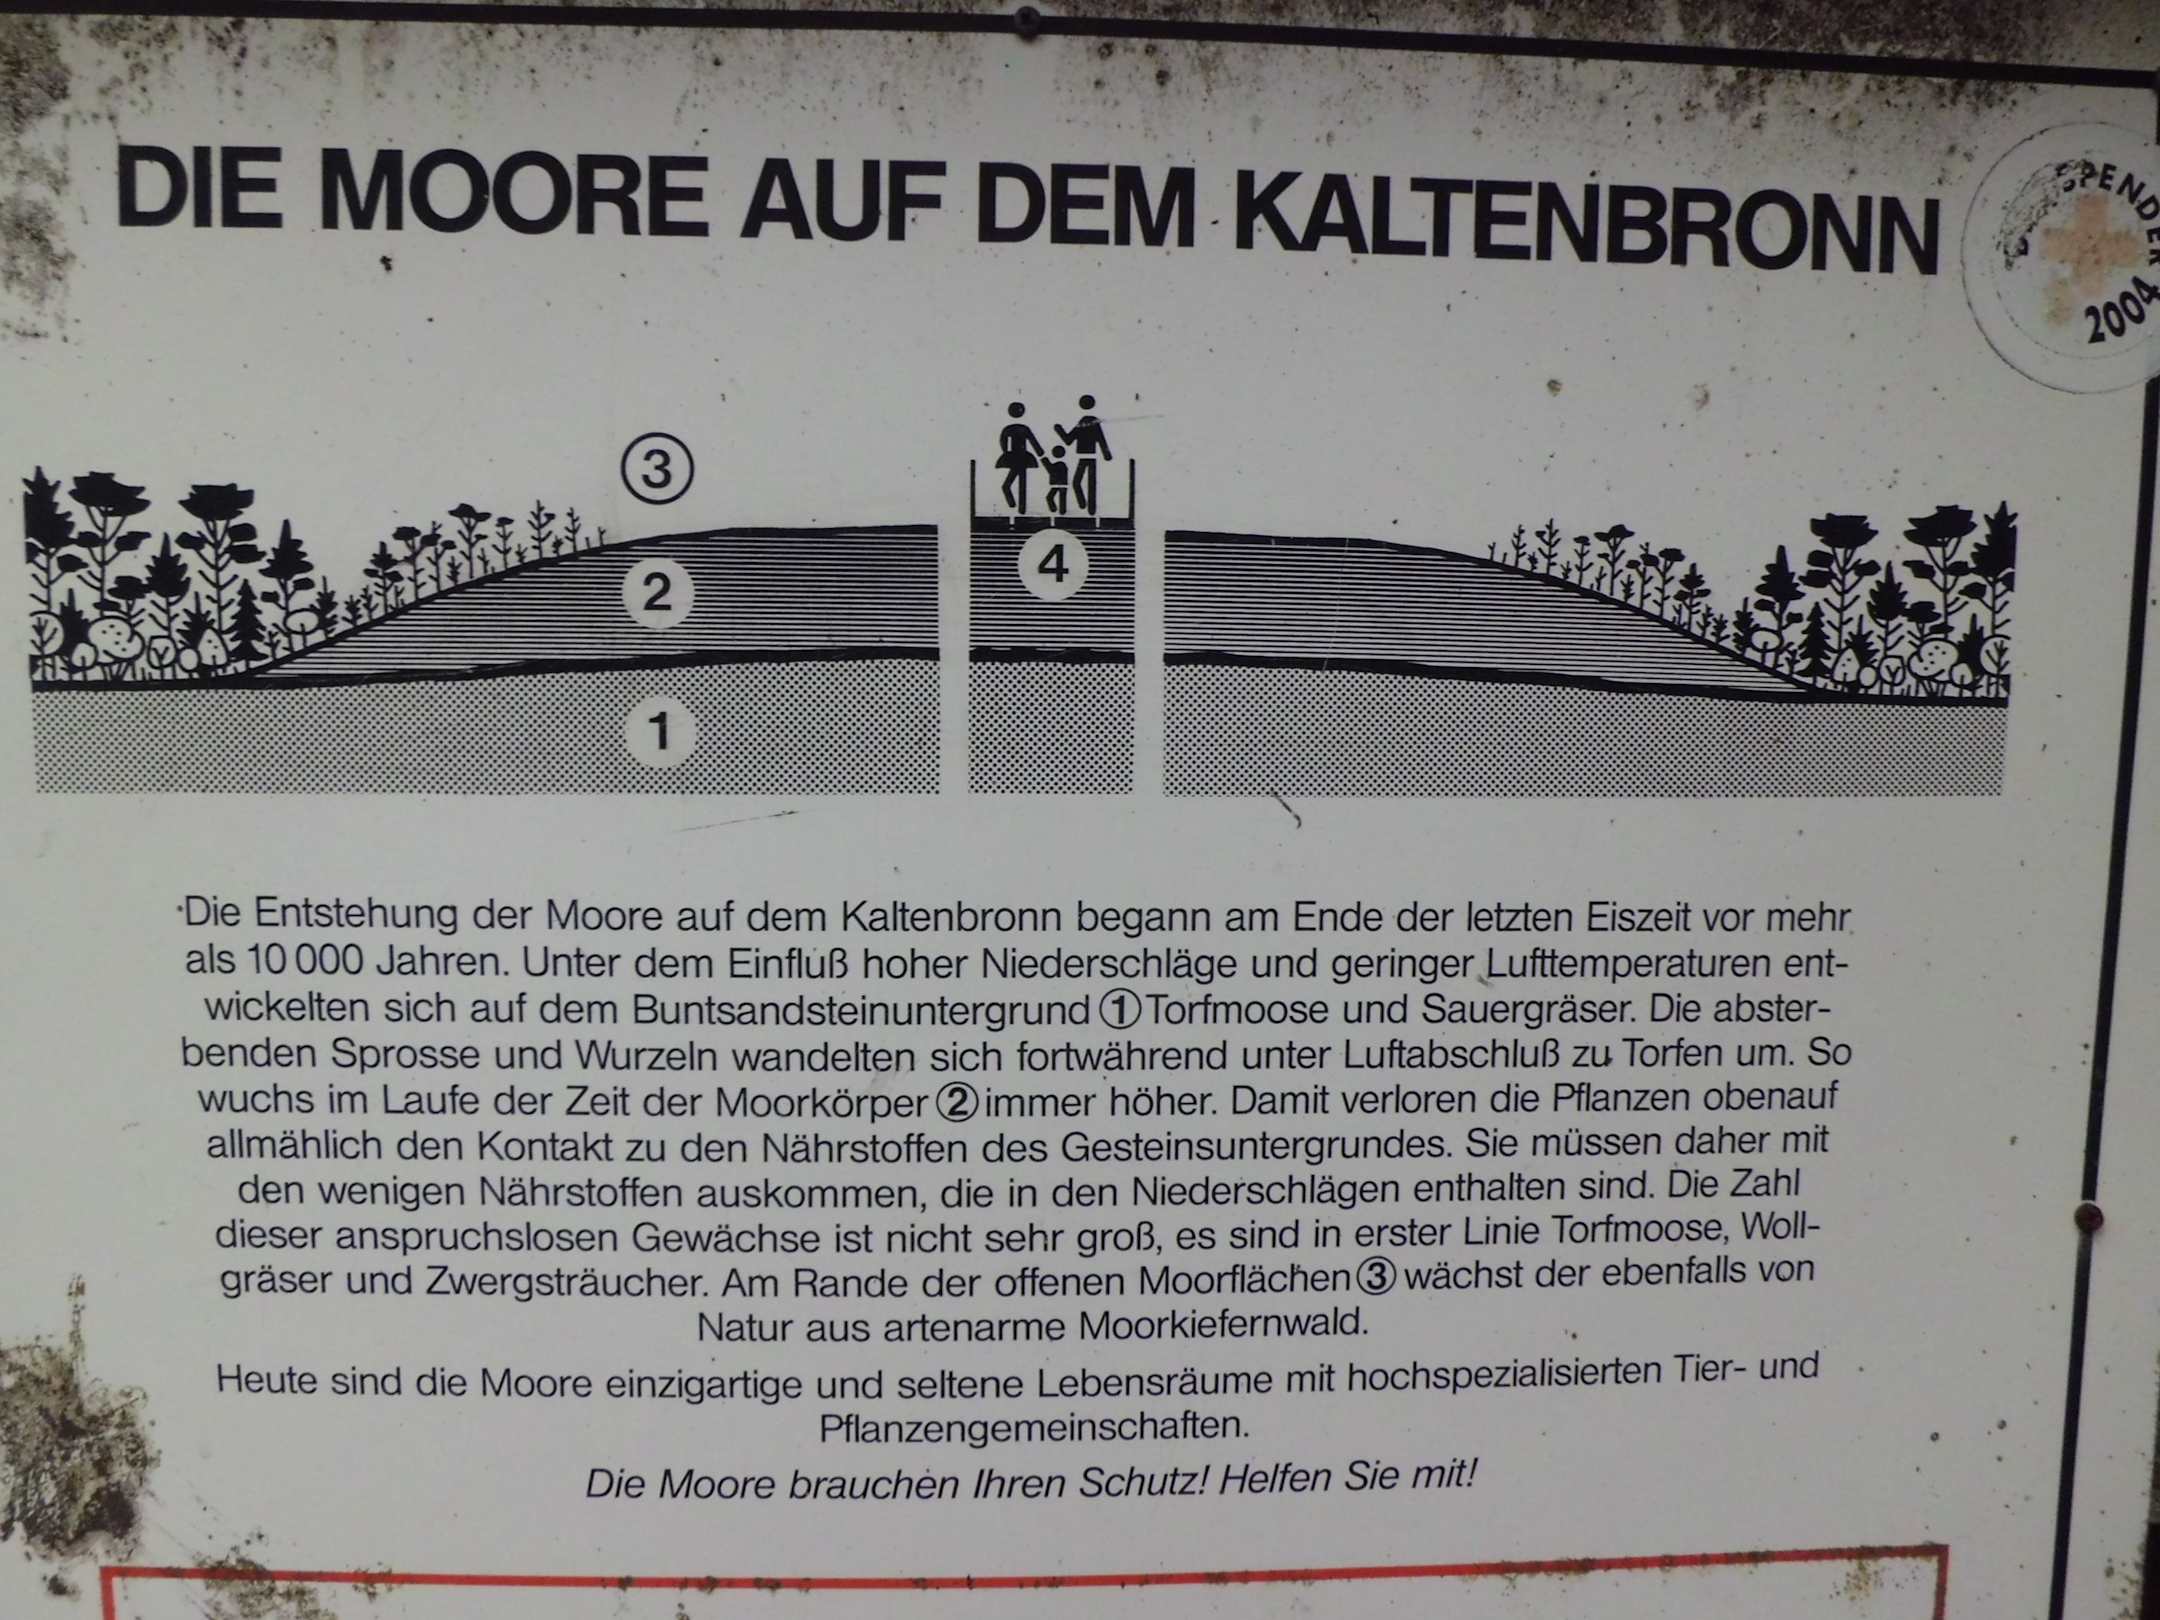 DIE MOORE AUF DEM KALTENBRONN
SPENDER
2004
3
2
4
1
Die Entstehung der Moore auf dem Kaltenbronn begann am Ende der letzten Eiszeit vor mehr
als 10 000 Jahren. Unter dem Einfluß hoher Niederschläge und geringer Lufttemperaturen ent-
wickelten sich auf dem Buntsandsteinuntergrund ① Torfmoose und Sauergräser. Die abster-
benden Sprosse und Wurzeln wandelten sich fortwährend unter Luftabschluß zu Torfen um. So
wuchs im Laufe der Zeit der Moorkörper ② immer höher. Damit verloren die Pflanzen obenauf
allmählich den Kontakt zu den Nährstoffen des Gesteinsuntergrundes. Sie müssen daher mit
den wenigen Nährstoffen auskommen, die in den Niederschlägen enthalten sind. Die Zahl
dieser anspruchslosen Gewächse ist nicht sehr groß, es sind in erster Linie Torfmoose, Woll-
gräser und Zwergsträucher. Am Rande der offenen Moorflächen ③ wächst der ebenfalls von
Natur aus artenarme Moorkiefernwald.
Heute sind die Moore einzigartige und seltene Lebensräume mit hochspezialisierten Tier- und
Pflanzengemeinschaften.
Die Moore brauchen Ihren Schutz! Helfen Sie mit!